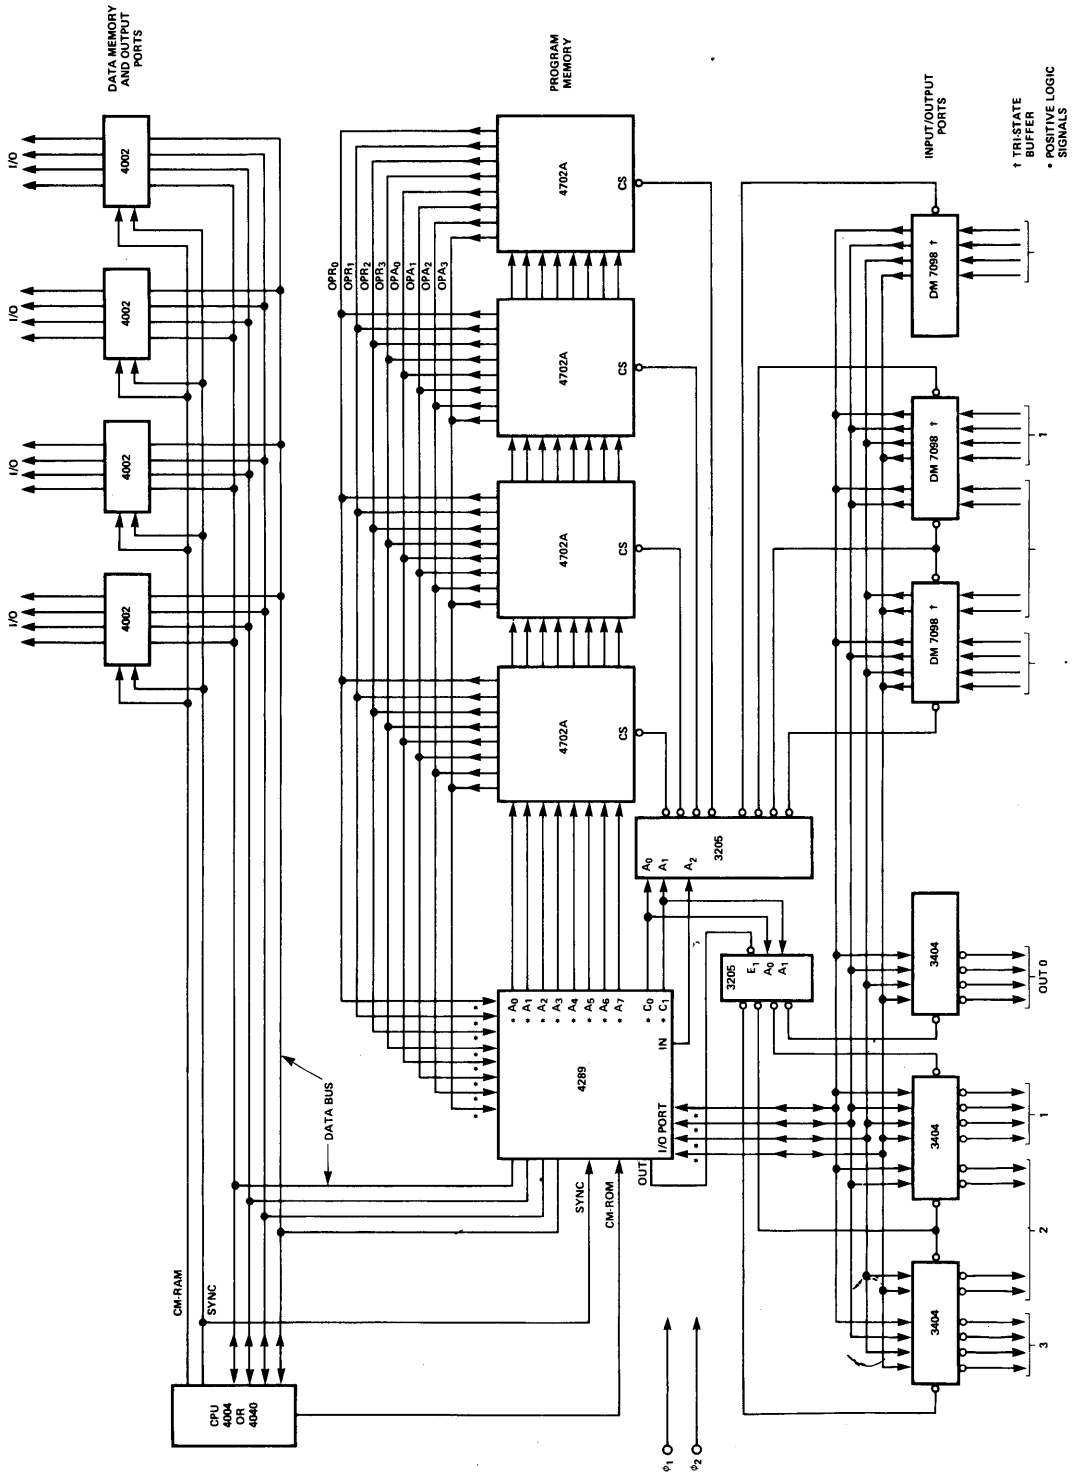 DATA MEMORY
AND OUTPUT
PORTS
I/O
I/O
I/O
I/O
4002
4002
4002
4002
PROGRAM
MEMORY
OPR0
OPR1
OPR2
OPR3
OPA0
OPA1
OPA2
OPA3
4702A
CS
4702A
CS
4702A
CS
4702A
CS
CM-RAM
SYNC
CPU
4004
OR
4040
DATA BUS
SYNC
CM-ROM
4289
* * * * * * * *
* A0
* A1
* A2
* A3
* A4
* A5
* A6
* A7
* C0
* C1
IN
I/O PORT
* * * *
OUT
3205
A0
A1
A2
3205
E1
A0
A1
φ1
φ2
INPUT/OUTPUT
PORTS
DM 7098 †
DM 7098 †
DM 7098 †
1
† TRI-STATE
BUFFER
* POSITIVE LOGIC
SIGNALS
3404
3404
3404
OUT 0
1
2
3